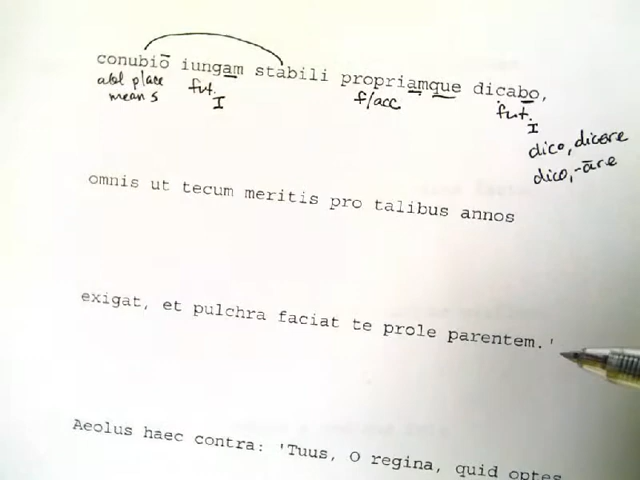 conubiō iungam stabili propriamque dicabo,
abl place fut. f/acc fut.
means I I
dico, dicere
dico, -āre
omnis ut tecum meritis pro talibus annos
exigat, et pulchra faciat te prole parentem.'
Aeolus haec contra: 'Tuus, O regina, quid optes